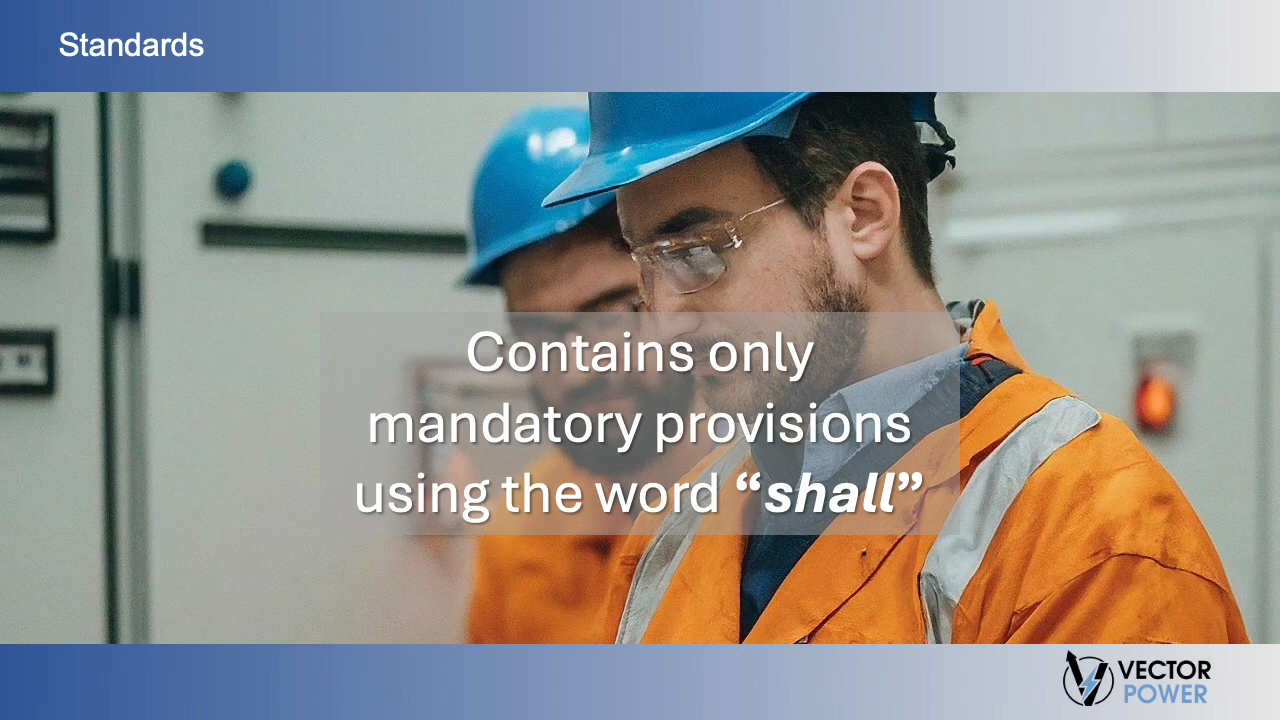 Standards
Contains only
mandatory provisions
using the word “shall”
VECTOR
POWER